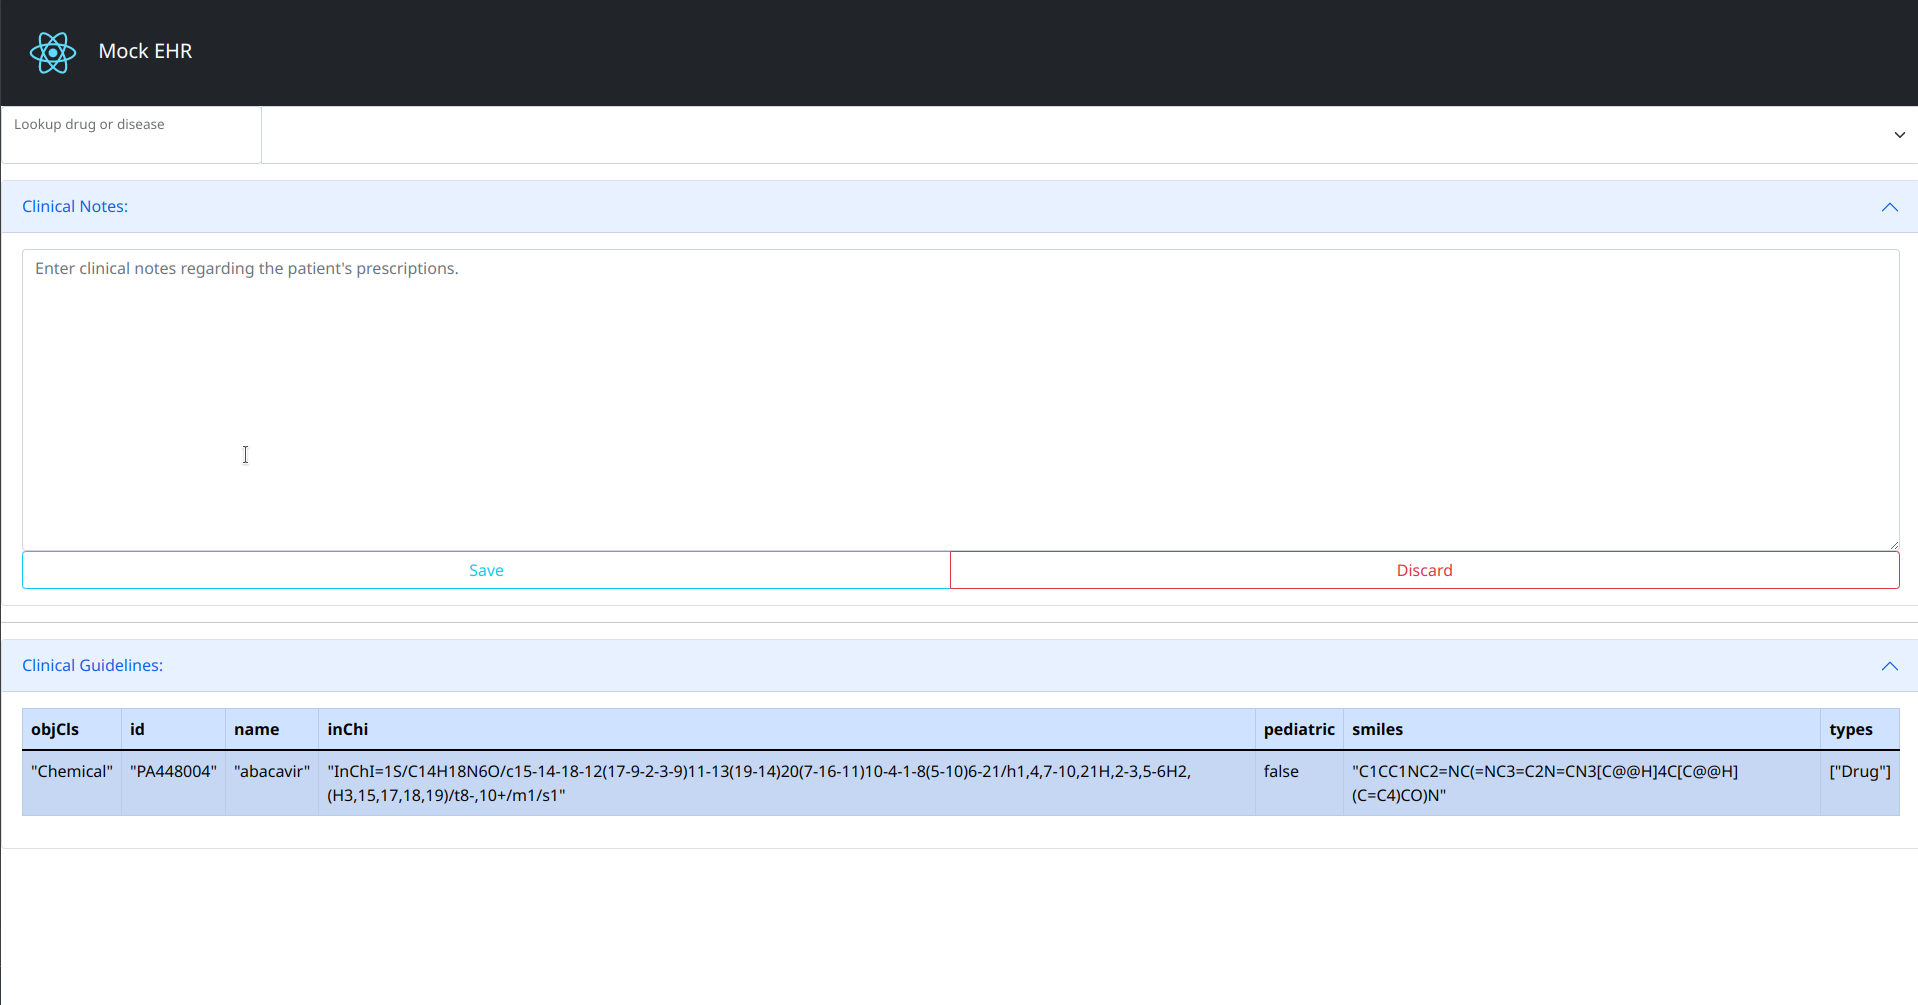 Mock EHR
Lookup drug or disease
Clinical Notes:
Enter clinical notes regarding the patient's prescriptions.
Save Discard
Clinical Guidelines:
objCls id name inChi pediatric smiles types
"Chemical" "PA448004" "abacavir" "InChI=1S/C14H18N6O/c15-14-18-12(17-9-2-3-9)11-13(19-14)20(7-16-11)10-4-1-8(5-10)6-21/h1,4,7-10,21H,2-3,5-6H2, false "C1CC1NC2=NC(=NC3=C2N=CN3[C@@H]4C[C@@H] ["Drug"]
(H3,15,17,18,19)/t8-,10+/m1/s1" (C=C4)CO)N"